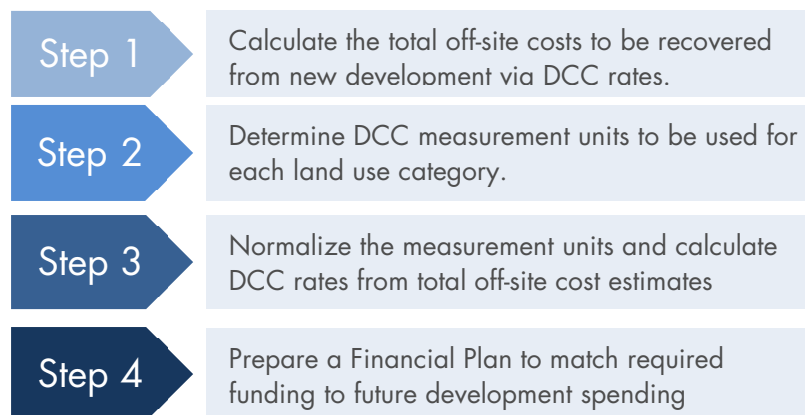 Step 1
Calculate the total off-site costs to be recovered
from new development via DCC rates.
Step 2
Determine DCC measurement units to be used for
each land use category.
Step 3
Normalize the measurement units and calculate
DCC rates from total off-site cost estimates
Step 4
Prepare a Financial Plan to match required
funding to future development spending